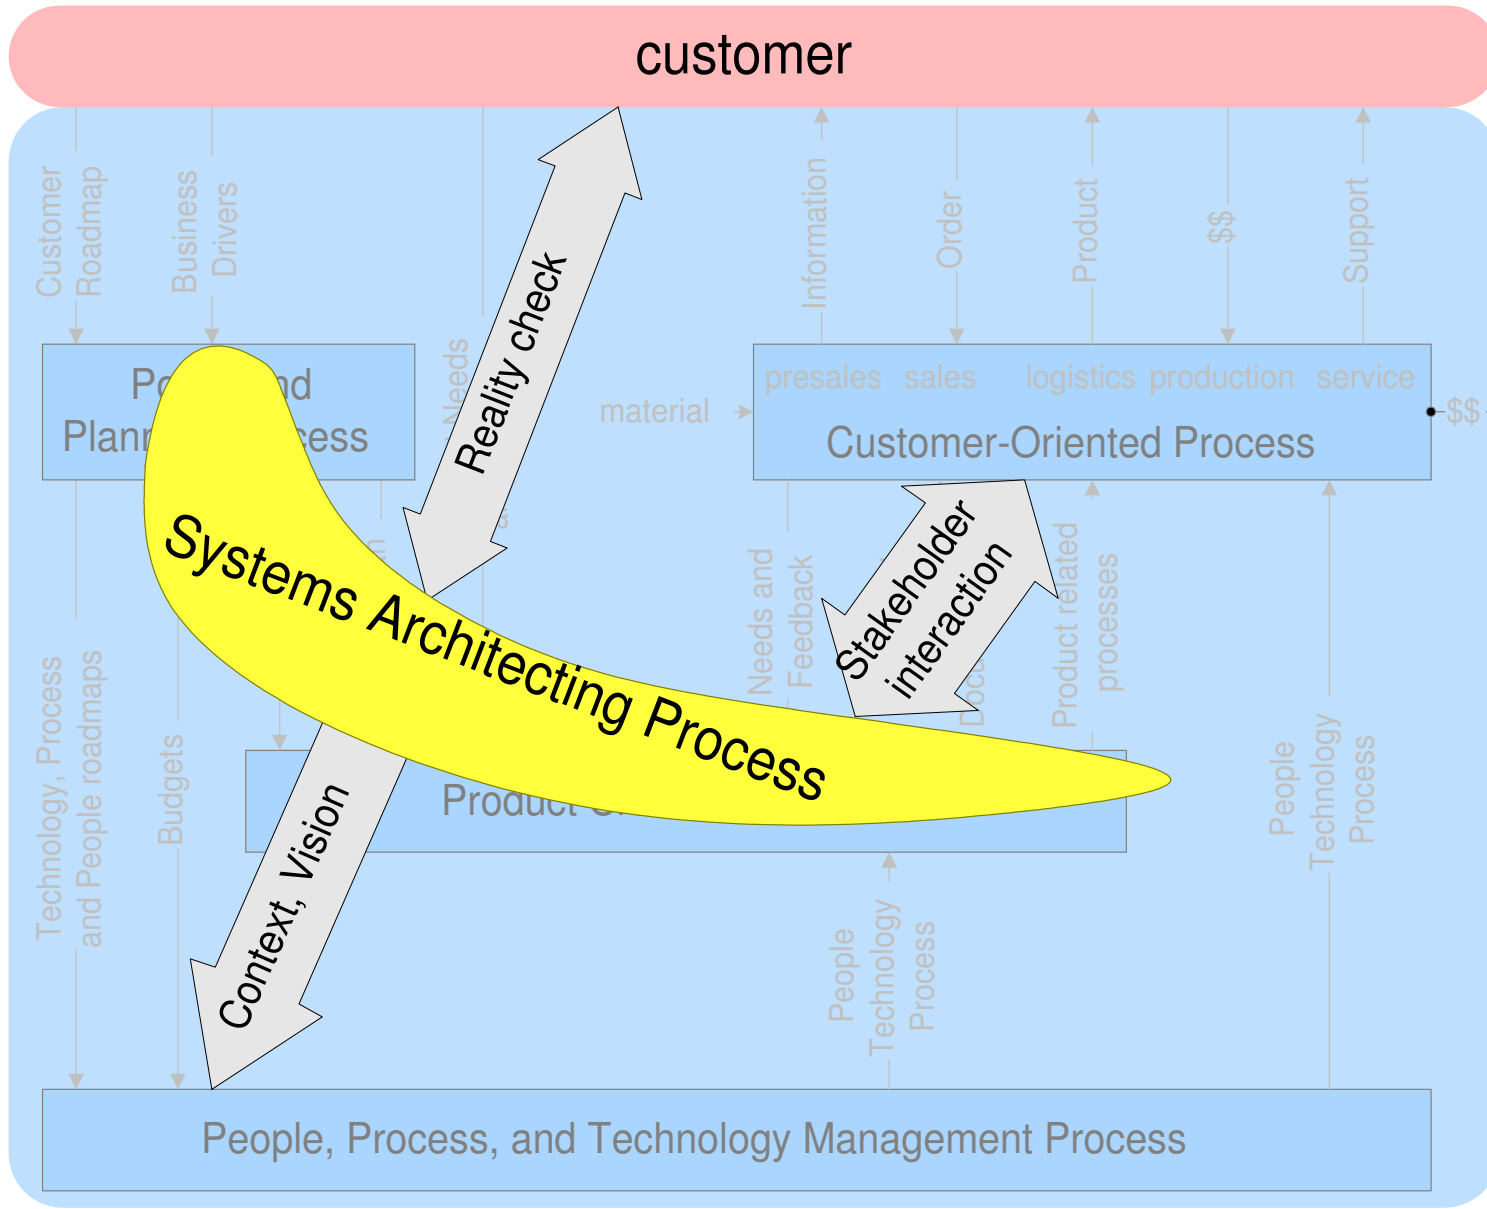 customer
Customer
Roadmap
Business
Drivers
Needs
Information
Order
Product
$$
Support
presales sales logistics production service
material
Customer-Oriented Process
$$
Reality check
Stakeholder
interaction
Systems Architecting Process
Needs and
Feedback
Product related
processes
Technology, Process
and People roadmaps
Budgets
Product
Context, Vision
People
Technology
Process
People
Technology
Process
People, Process, and Technology Management Process